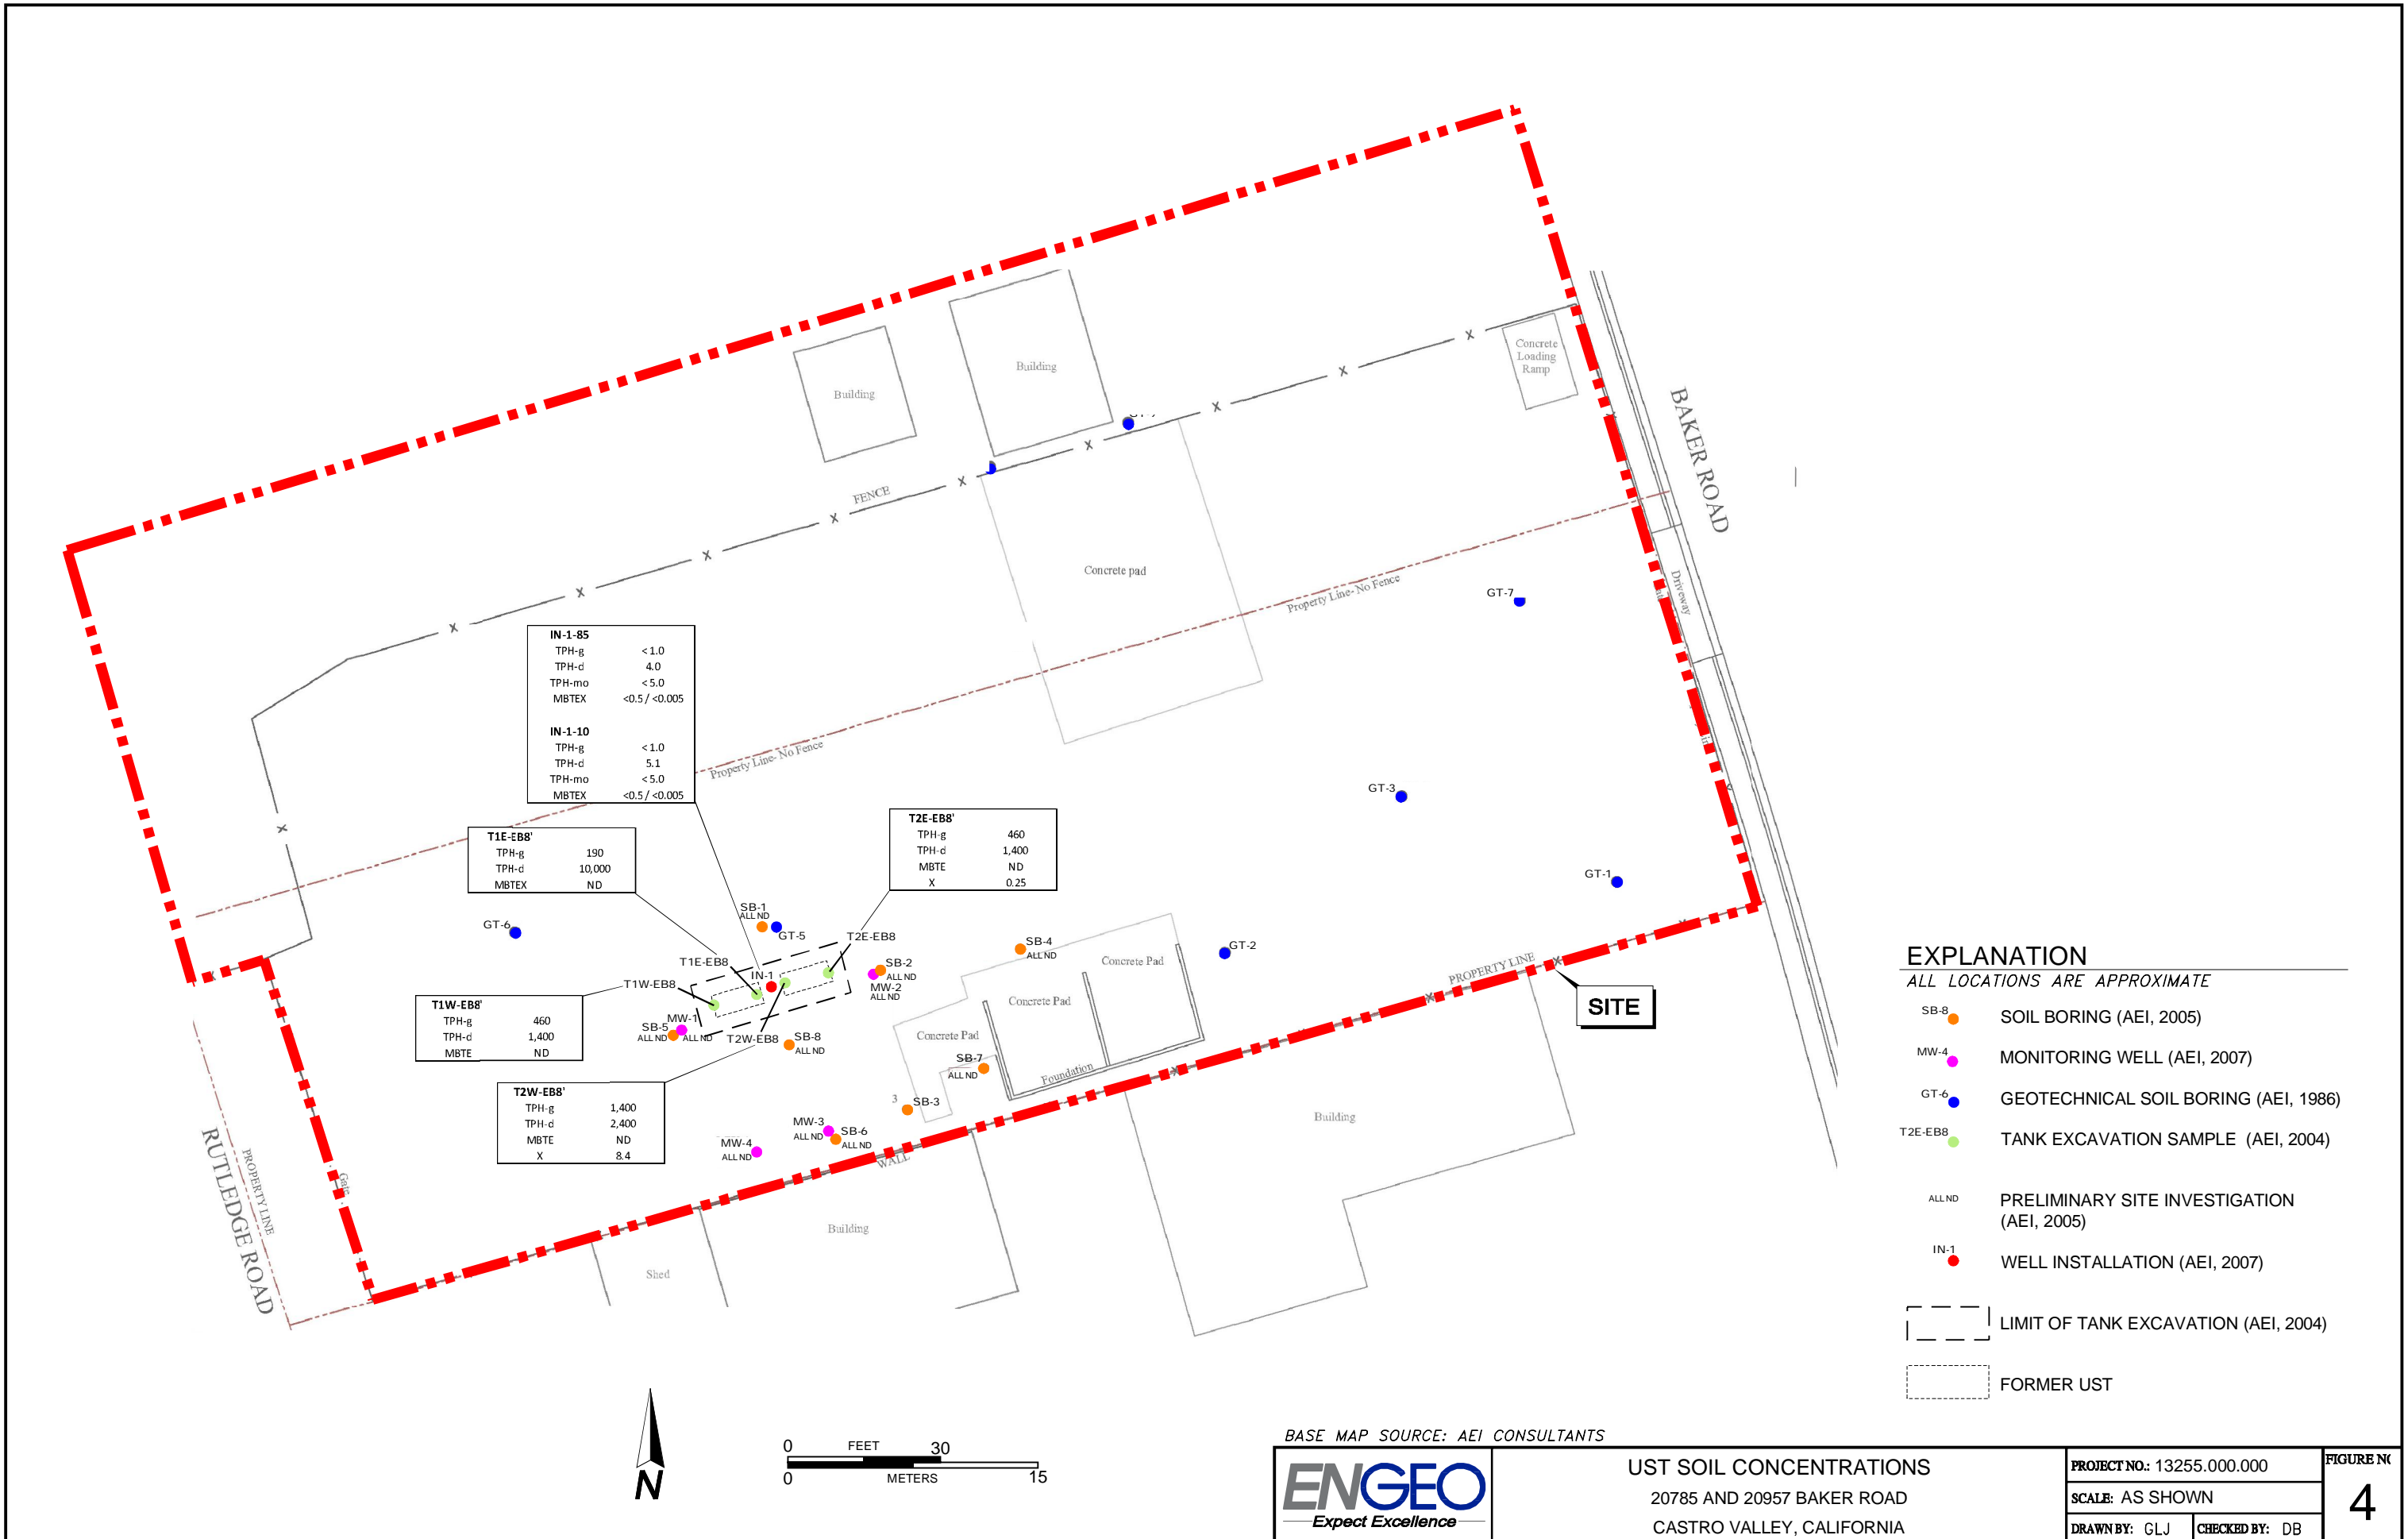 Building
Building
Concrete
Loading
Ramp
BAKER ROAD
FENCE
Concrete pad
Property Line- No Fence
Driveway
GT-7
IN-1-85
TPH-g <1.0
TPH-d 4.0
TPH-mo <5.0
MBTEX <0.5 / <0.005
IN-1-10
TPH-g <1.0
TPH-d 5.1
TPH-mo <5.0
MBTEX <0.5 / <0.005
Property Line- No Fence
GT-3
T1E-EB8'
TPH-g 190
TPH-d 10,000
MBTEX ND
T2E-EB8'
TPH-g 460
TPH-d 1,400
MBTE ND
X 0.25
GT-1
GT-6
SB-1
ALL ND
GT-5
T2E-EB8
SB-4
ALL ND
GT-2
T1E-EB8
IN-1
SB-2
ALL ND
MW-2
ALL ND
Concrete Pad
PROPERTY LINE
SITE
T1W-EB8
Concrete Pad
T1W-EB8'
TPH-g 460
TPH-d 1,400
MBTE ND
MW-1
SB-5
ALL ND
ALL ND
T2W-EB8
SB-8
ALL ND
Concrete Pad
SB-7
ALL ND
Foundation
T2W-EB8'
TPH-g 1,400
TPH-d 2,400
MBTE ND
X 8.4
3
SB-3
MW-3
ALL ND
SB-6
ALL ND
MW-4
ALL ND
WALL
Building
Building
Shed
Gate
PROPERTY LINE
RUTLEDGE ROAD
EXPLANATION
ALL LOCATIONS ARE APPROXIMATE
SB-8 SOIL BORING (AEI, 2005)
MW-4 MONITORING WELL (AEI, 2007)
GT-6 GEOTECHNICAL SOIL BORING (AEI, 1986)
T2E-EB8 TANK EXCAVATION SAMPLE (AEI, 2004)
ALL ND PRELIMINARY SITE INVESTIGATION
(AEI, 2005)
IN-1 WELL INSTALLATION (AEI, 2007)
LIMIT OF TANK EXCAVATION (AEI, 2004)
FORMER UST
N
0 FEET 30
0 METERS 15
BASE MAP SOURCE: AEI CONSULTANTS
ENGEO
Expect Excellence
UST SOIL CONCENTRATIONS
20785 AND 20957 BAKER ROAD
CASTRO VALLEY, CALIFORNIA
PROJECT NO.: 13255.000.000
SCALE: AS SHOWN
DRAWN BY: GLJ CHECKED BY: DB
FIGURE NO
4